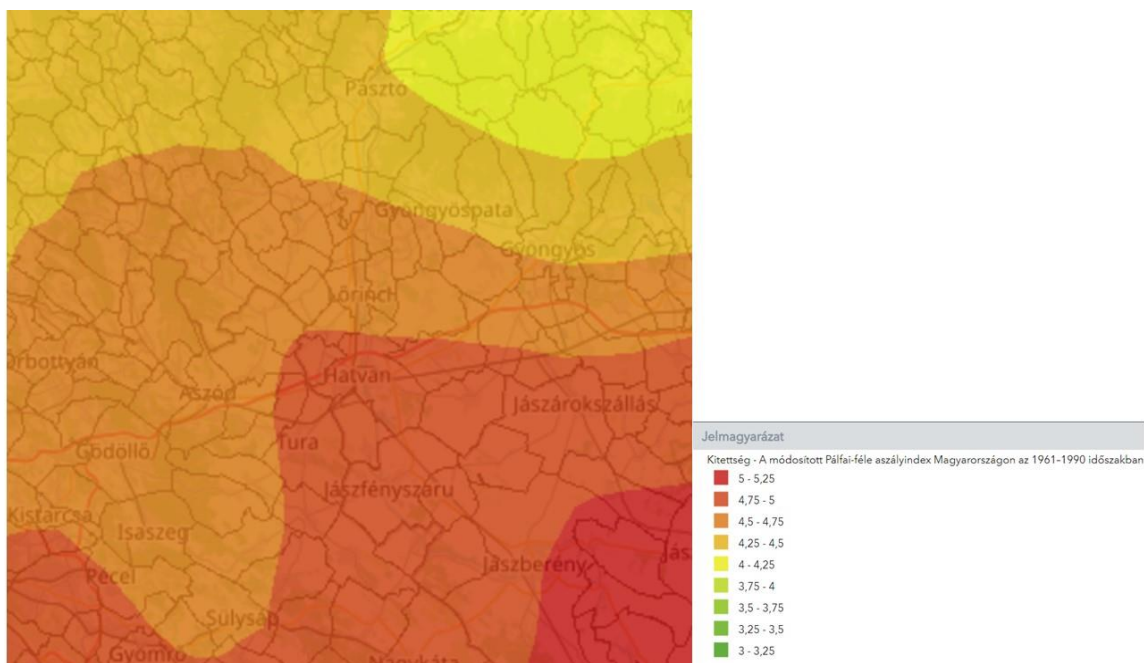 Pásztó
Gyöngyöspata
Gyöngyös
Lőrinci
Hatvan
Aszód
Jászárokszállás
Gödöllő
Tura
Jászfényszaru
Kistarcsa
Isaszeg
Jászberény
Pécel
Sülysáp
Gyömrő
Nagykáta
Jelmagyarázat
Kitettség - A módosított Pálfai-féle aszályindex Magyarországon az 1961-1990 időszakban
5 - 5,25
4,75 - 5
4,5 - 4,75
4,25 - 4,5
4 - 4,25
3,75 - 4
3,5 - 3,75
3,25 - 3,5
3 - 3,25